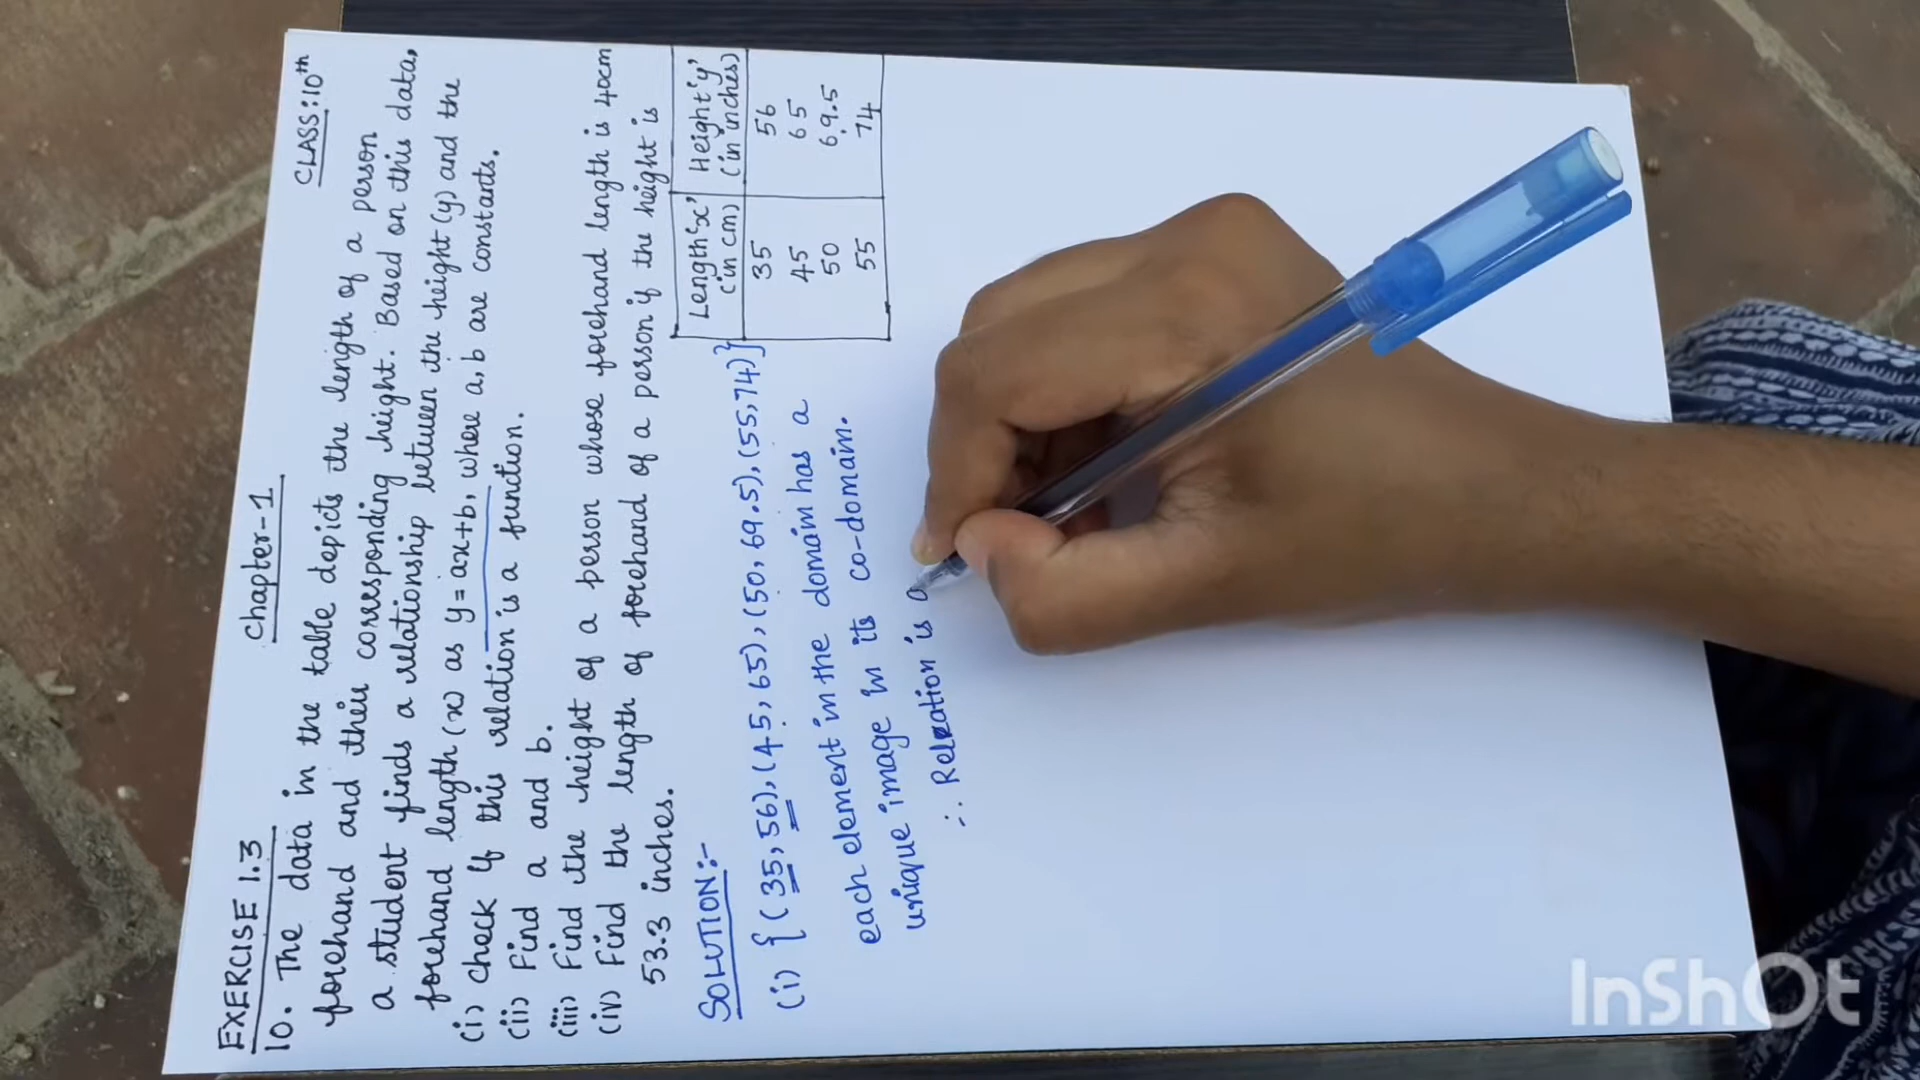 EXERCISE 1.3 Chapter-1 CLASS:10th
10. The data in the table depicts the length of a person
forehand and their corresponding height. Based on this data,
a student finds a relationship between the height (y) and the
forehand length (x) as y = ax+b, where a, b are constants.
(i) check if this relation is a function.
(ii) Find a and b.
(iii) Find the height of a person whose forehand length is 40cm
(iv) Find the length of forehand of a person if the height is
53.3 inches.
Length 'x' (in cm) Height 'y' (in inches)
35 56
45 65
50 69.5
55 74
SOLUTION:-
(i) { (35, 56), (45, 65), (50, 69.5), (55, 74) }
each element in the domain has a
unique image in its co-domain.
∴ Relation is a
InShOt